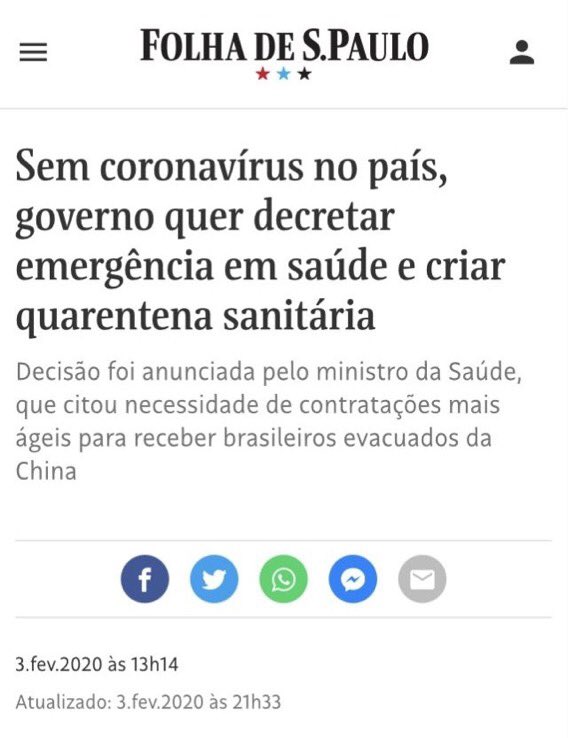 FOLHA DE S.PAULO
Sem coronavírus no país,
governo quer decretar
emergência em saúde e criar
quarentena sanitária
Decisão foi anunciada pelo ministro da Saúde,
que citou necessidade de contratações mais
ágeis para receber brasileiros evacuados da
China
f
3.fev.2020 às 13h14
Atualizado: 3.fev.2020 às 21h33